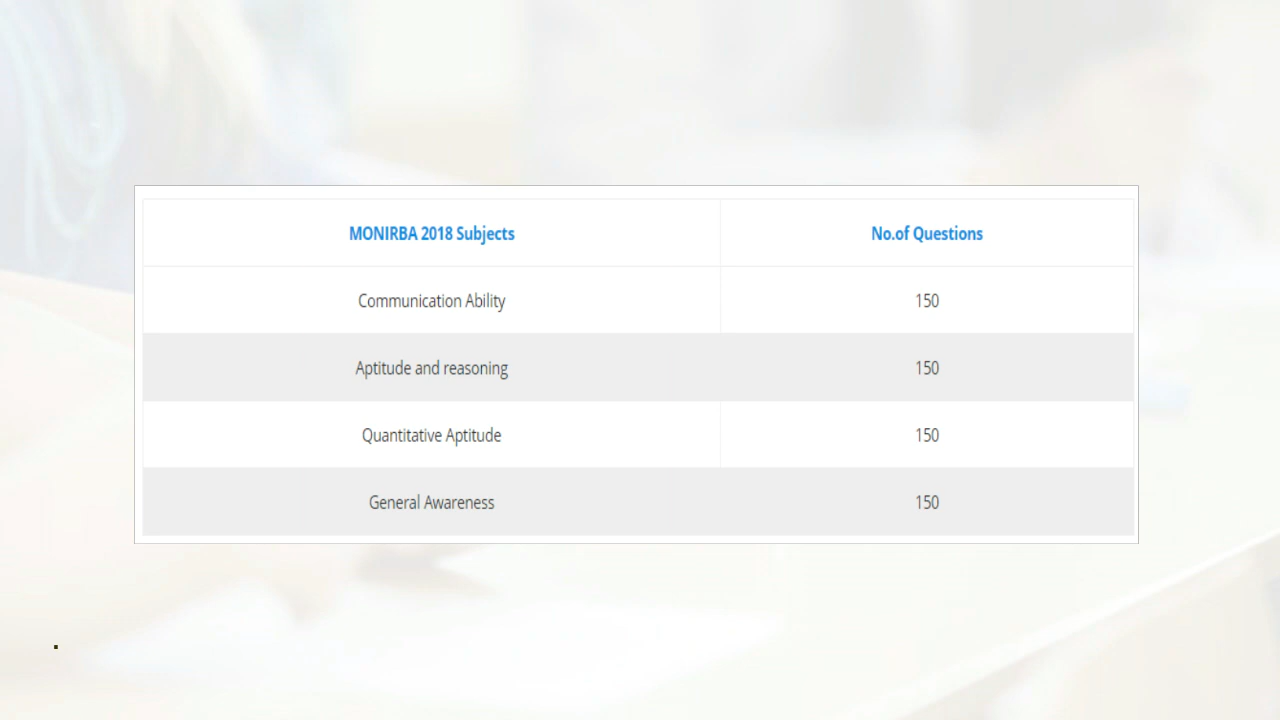 MONIRBA 2018 Subjects No.of Questions
Communication Ability 150
Aptitude and reasoning 150
Quantitative Aptitude 150
General Awareness 150
.